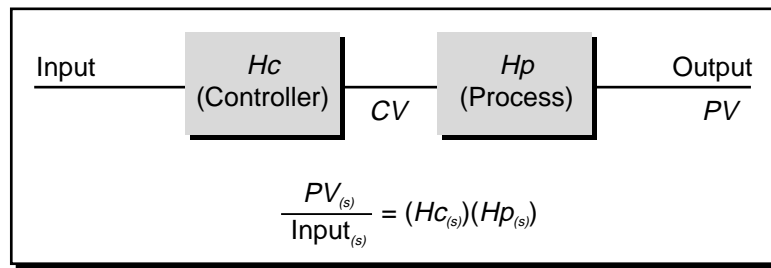 Input
Hc
(Controller)
CV
Hp
(Process)
Output
PV
PV(s)
Input(s)
= (Hc(s))(Hp(s))